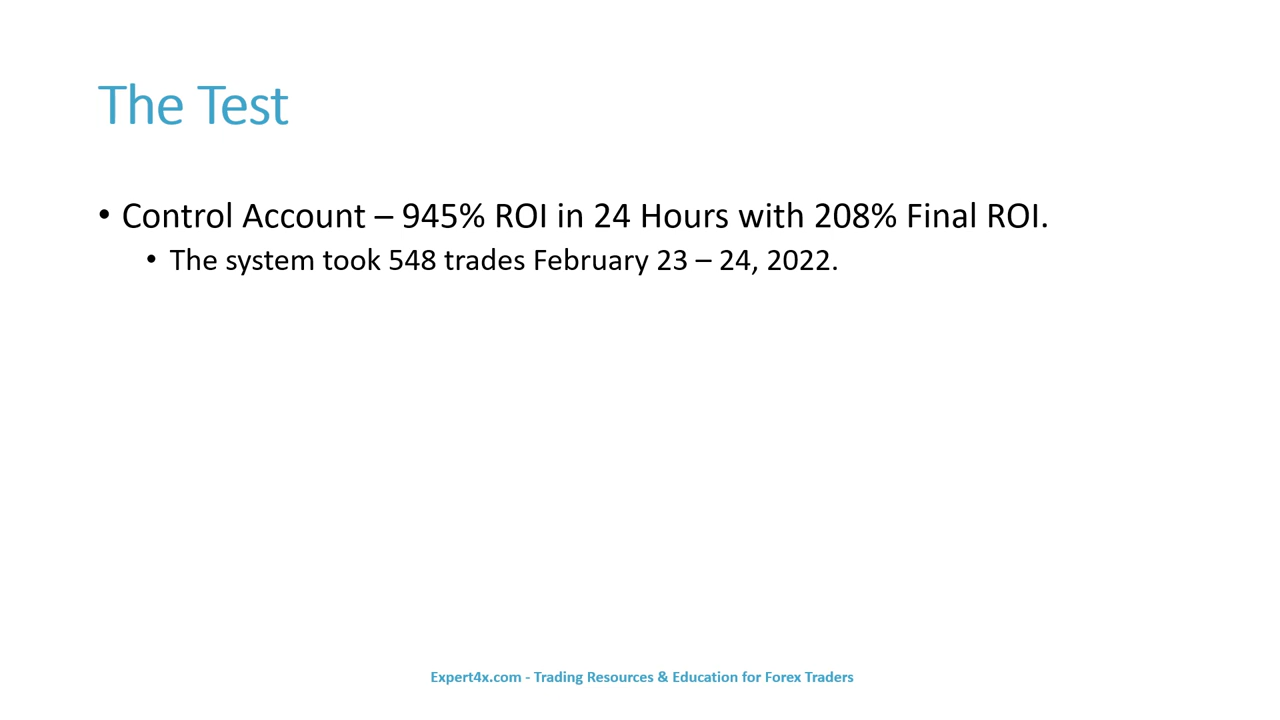 The Test
• Control Account – 945% ROI in 24 Hours with 208% Final ROI.
• The system took 548 trades February 23 – 24, 2022.
Expert4x.com - Trading Resources & Education for Forex Traders